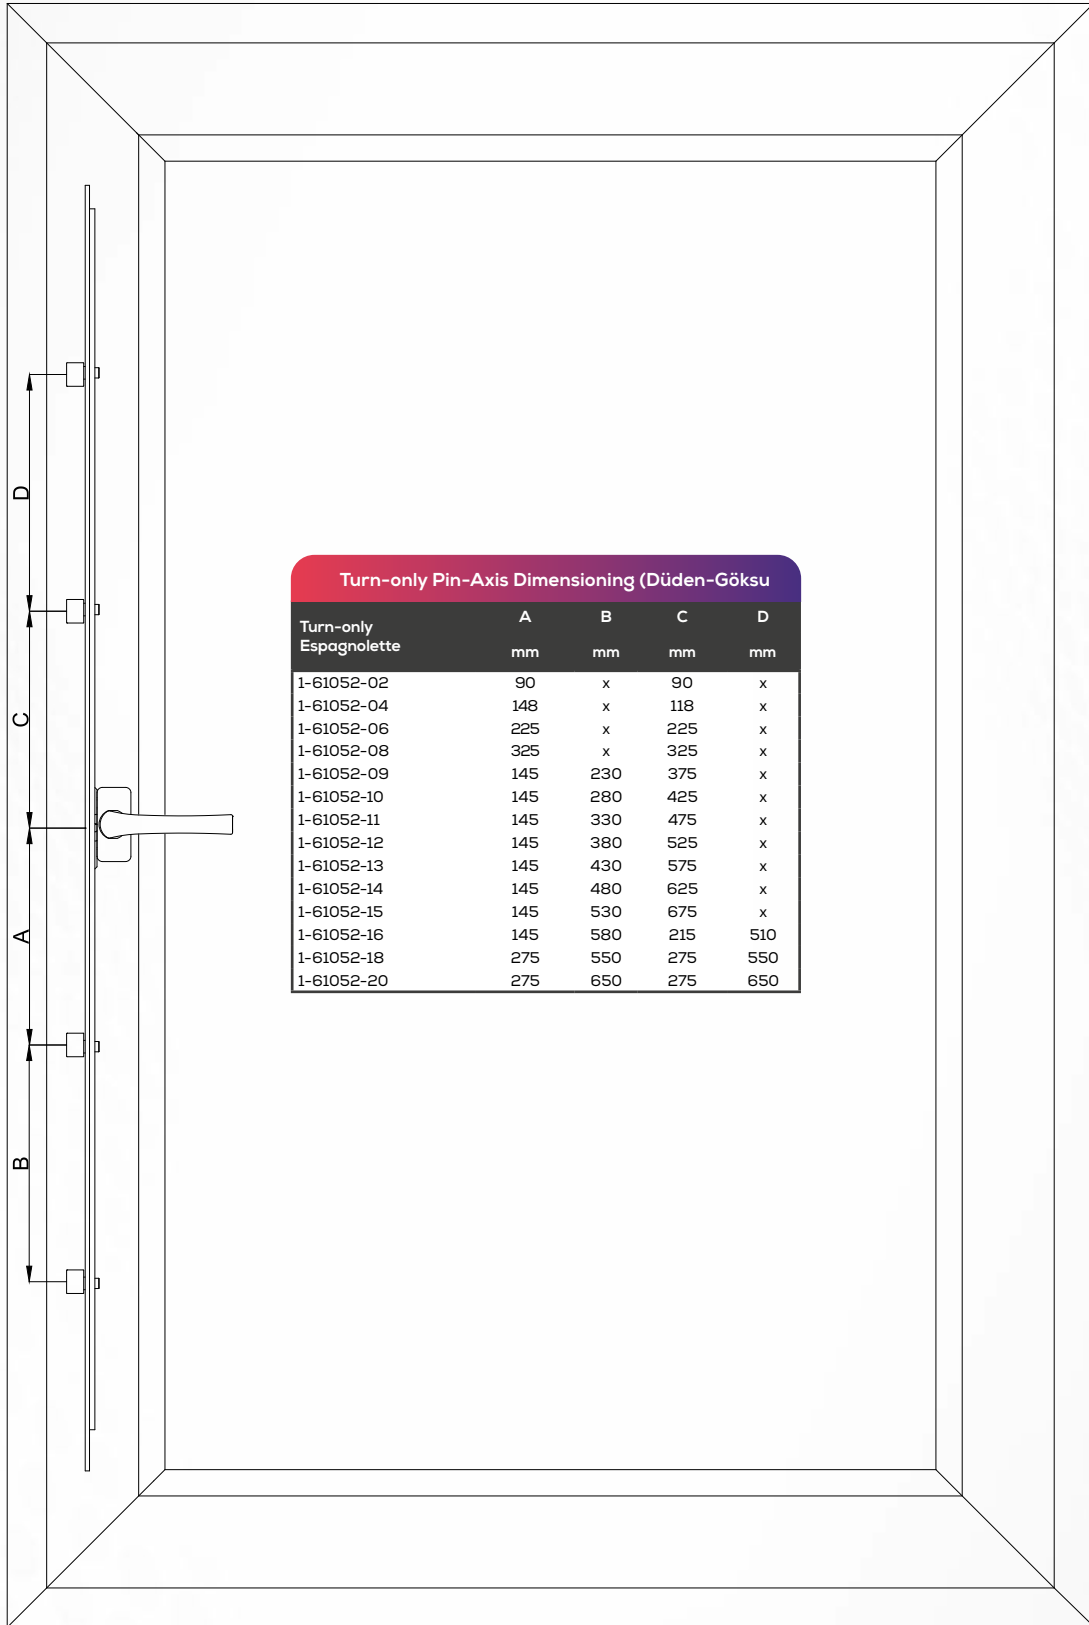 D
C
A
B
Turn-only Pin-Axis Dimensioning (Düden-Göksu
Turn-only Espagnolette A B C D
mm mm mm mm
1-61052-02 90 x 90 x
1-61052-04 148 x 118 x
1-61052-06 225 x 225 x
1-61052-08 325 x 325 x
1-61052-09 145 230 375 x
1-61052-10 145 280 425 x
1-61052-11 145 330 475 x
1-61052-12 145 380 525 x
1-61052-13 145 430 575 x
1-61052-14 145 480 625 x
1-61052-15 145 530 675 x
1-61052-16 145 580 215 510
1-61052-18 275 550 275 550
1-61052-20 275 650 275 650